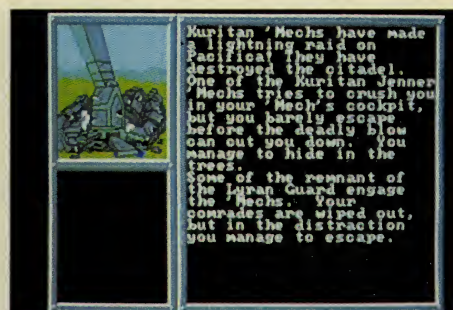 Kuritan 'Mechs have made
a lightning raid on
Pacifica! They have
destroyed the citadel.
One of the Kuritan Jenner
'Mechs tries to crush you
in your 'Mech's cockpit,
but you barely escape
before the deadly blow
can cut you down. You
manage to hide in the
trees.
Some of the remnant of
the Lyran Guard engage
the 'Mechs. Your
comrades are wiped out,
but in the distraction
you manage to escape.